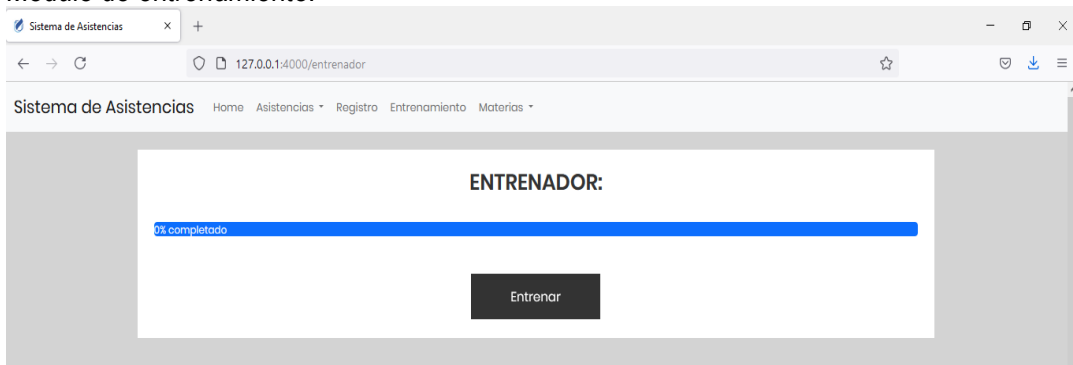 Módulo de entrenamiento:
Sistema de Asistencias
127.0.0.1:4000/entrenador
Sistema de Asistencias Home Asistencias Registro Entrenamiento Materias
ENTRENADOR:
0% completado
Entrenar